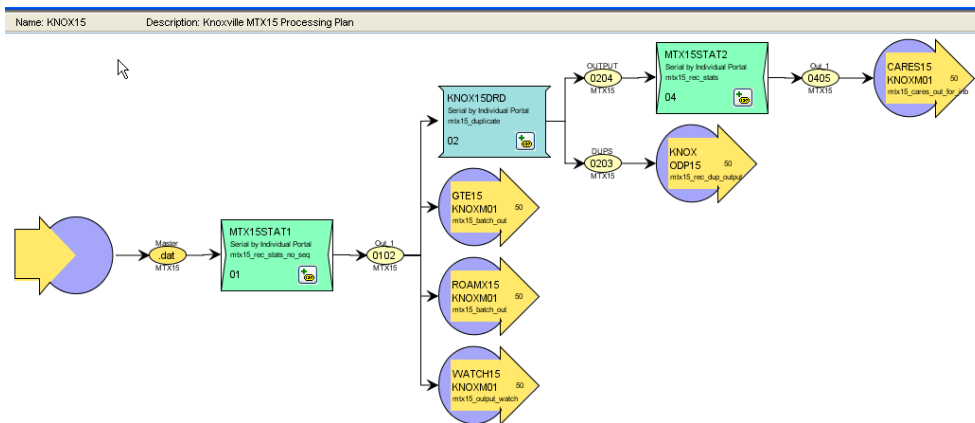 Name: KNOX15 Description: Knoxville MTX15 Processing Plan
Master
.dat
MTX15
MTX15STAT1
Serial by Individual Portal
mtx15_rec_stats_no_seq
01
Out_1
0102
MTX15
KNOX15DRD
Serial by Individual Portal
mtx15_duplicate
02
GTE15
KNOXM01
50
mtx15_batch_out
ROAMX15
KNOXM01
50
mtx15_batch_out
WATCH15
KNOXM01
50
mtx15_output_watch
OUTPUT
0204
MTX15
DUPS
0203
MTX15
MTX15STAT2
Serial by Individual Portal
mtx15_rec_stats
04
KNOX
ODP15
50
mtx15_rec_dup_output
Out_1
0405
MTX15
CARES15
KNOXM01
50
mtx15_cares_out_for_inb